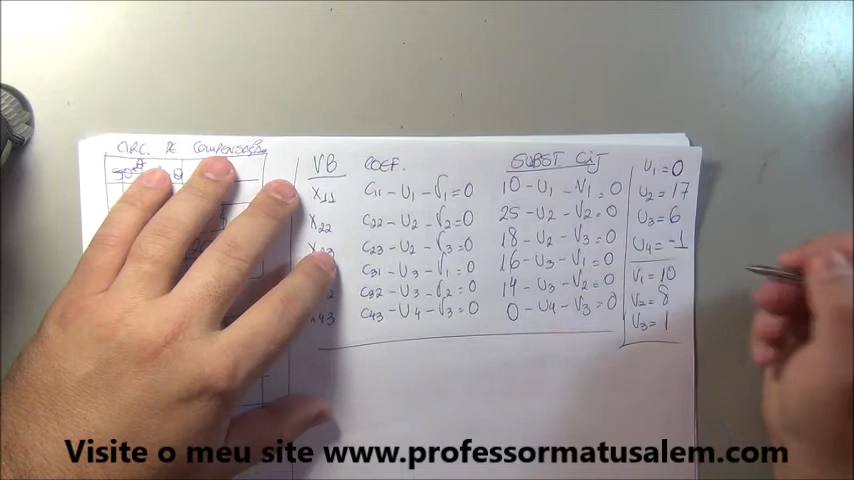 CIRC. DE COMPENSAÇÃO
VB COEF. SUBST Cij
X11 C11 - U1 - V1 = 0 10 - U1 - V1 = 0
X22 C22 - U2 - V2 = 0 25 - U2 - V2 = 0
C23 - U2 - V3 = 0 18 - U2 - V3 = 0
C31 - U3 - V1 = 0 16 - U3 - V1 = 0
C32 - U3 - V2 = 0 14 - U3 - V2 = 0
X43 C43 - U4 - V3 = 0 0 - U4 - V3 = 0
U1 = 0
U2 = 17
U3 = 6
U4 = -1
V1 = 10
V2 = 8
V3 = 1
Visite o meu site www.professormatusalem.com